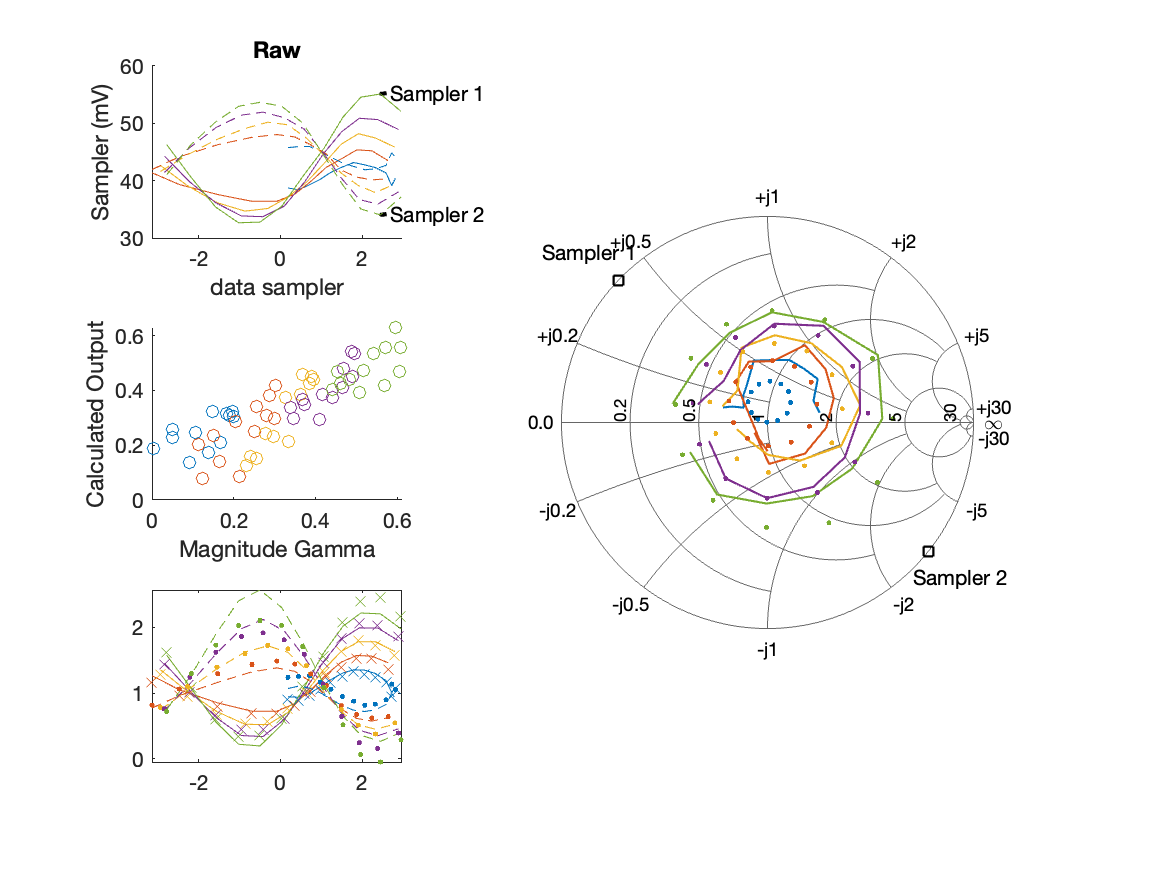 Raw
60
50
40
30
Sampler (mV)
Sampler 1
Sampler 2
-2
0
2
data sampler
0.6
0.4
0.2
0
Calculated Output
0
0.2
0.4
0.6
Magnitude Gamma
2
1
0
-2
0
2
+j1
+j0.5
+j2
Sampler 1
+j0.2
+j5
0.0
0.2
0.5
1
2
5
30
+j30
∞
-j30
-j0.2
-j5
Sampler 2
-j0.5
-j2
-j1